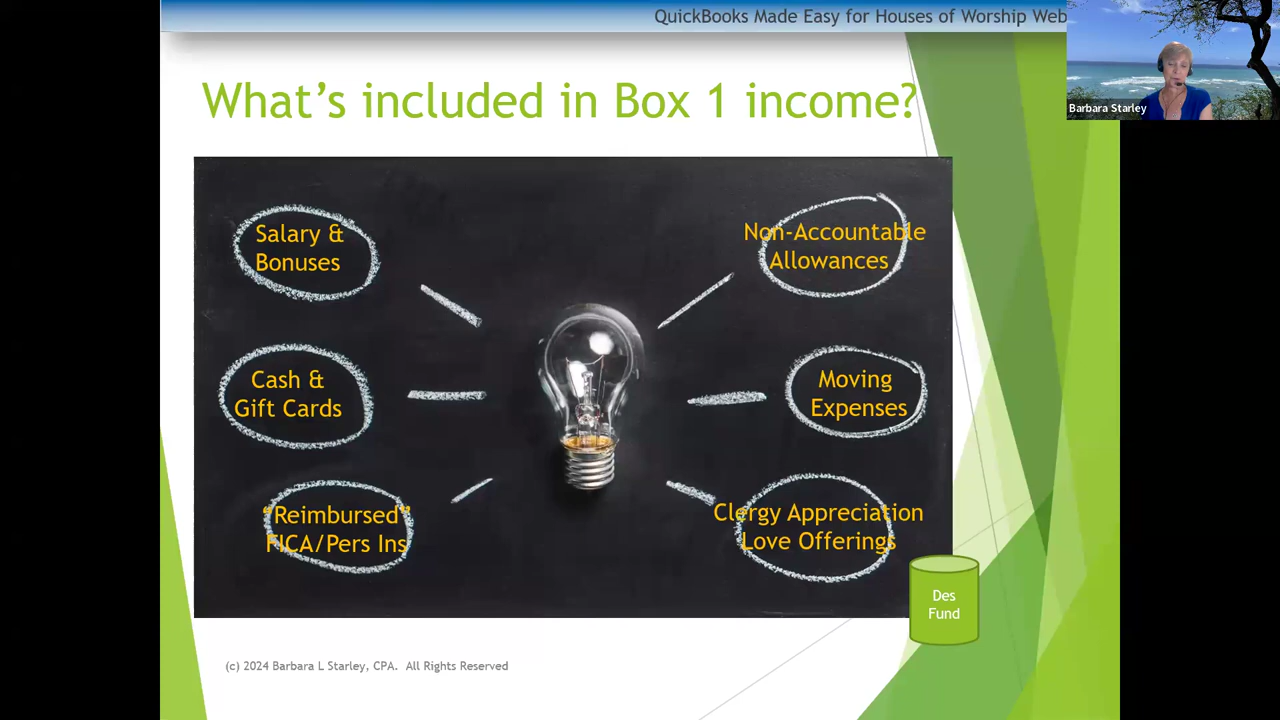 QuickBooks Made Easy for Houses of Worship Web
Barbara Starley
What's included in Box 1 income?
Salary &
Bonuses
Non-Accountable
Allowances
Cash &
Gift Cards
Moving
Expenses
"Reimbursed"
FICA/Pers Ins
Clergy Appreciation
Love Offerings
Des
Fund
(c) 2024 Barbara L Starley, CPA. All Rights Reserved